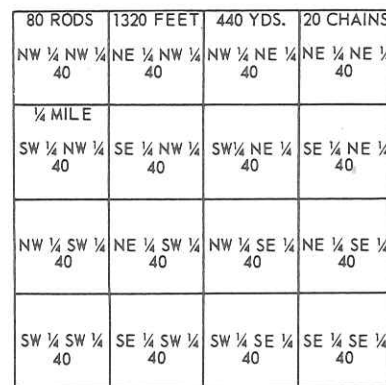 80 RODS 1320 FEET 440 YDS. 20 CHAINS
NW ¼ NW ¼ NE ¼ NW ¼ NW ¼ NE ¼ NE ¼ NE ¼
40 40 40 40
¼ MILE
SW ¼ NW ¼ SE ¼ NW ¼ SW¼ NE ¼ SE ¼ NE ¼
40 40 40 40
NW ¼ SW ¼ NE ¼ SW ¼ NW ¼ SE ¼ NE ¼ SE ¼
40 40 40 40
SW ¼ SW ¼ SE ¼ SW ¼ SW ¼ SE ¼ SE ¼ SE ¼
40 40 40 40